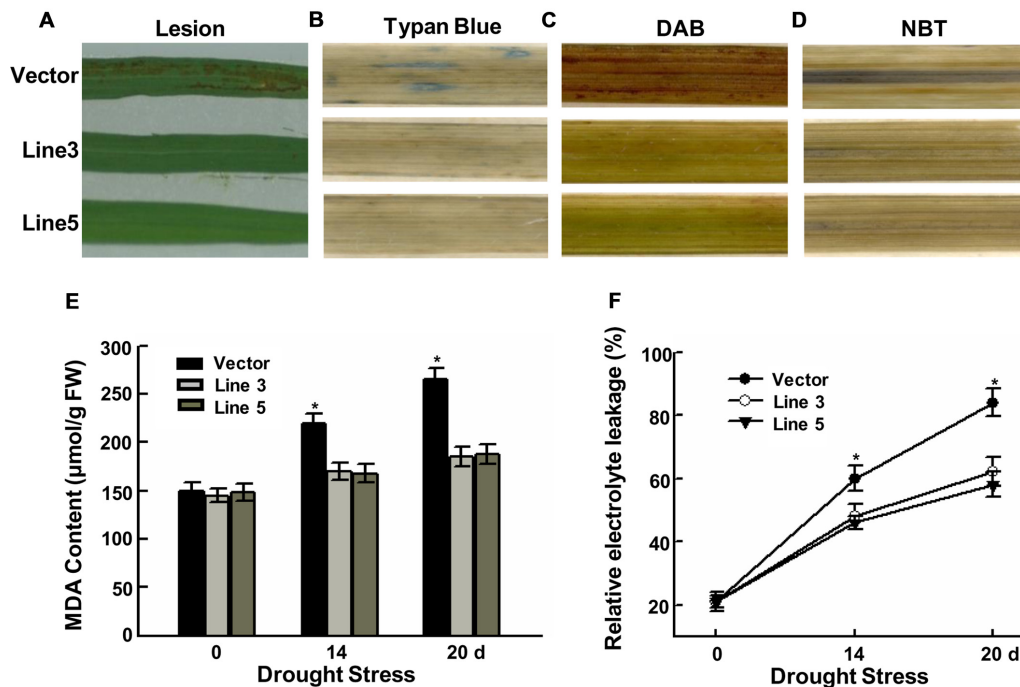 A Lesion
B Typan Blue
C DAB
D NBT
Vector
Line3
Line5
E
MDA Content (µmol/g FW)
300
250
200
150
100
50
0
Vector
Line 3
Line 5
*
*
0 14 20 d
Drought Stress
F
Relative electrolyte leakage (%)
100
80
60
40
20
Vector
Line 3
Line 5
*
*
0 14 20 d
Drought Stress